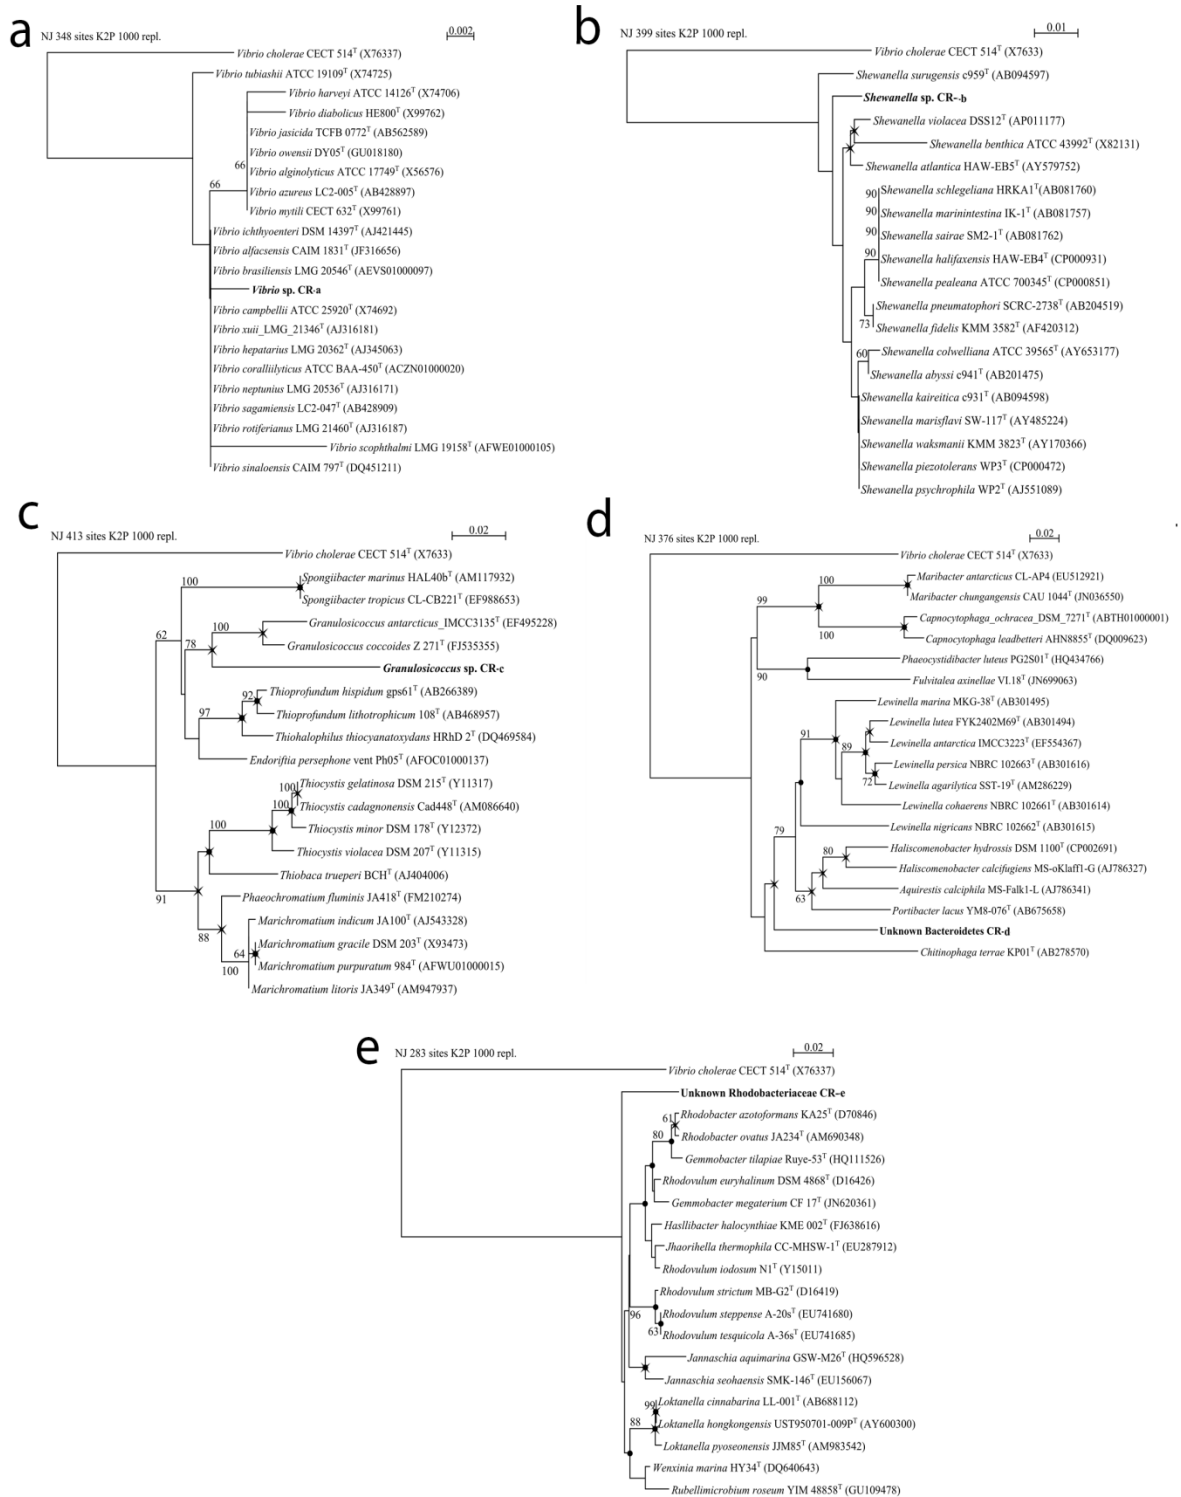 a
NJ 348 sites K2P 1000 repl.
0.002
Vibrio cholerae CECT 514T (X76337)
Vibrio tubiashii ATCC 19109T (X74725)
Vibrio harveyi ATCC 14126T (X74706)
Vibrio diabolicus HE800T (X99762)
Vibrio jasicida TCFB 0772T (AB562589)
Vibrio owensii DY05T (GU018180)
66
Vibrio alginolyticus ATCC 17749T (X56576)
66
Vibrio azureus LC2-005T (AB428897)
Vibrio mytili CECT 632T (X99761)
Vibrio ichthyoenteri DSM 14397T (AJ421445)
Vibrio alfacsensis CAIM 1831T (JF316656)
Vibrio brasiliensis LMG 20546T (AEVS01000097)
Vibrio sp. CR-a
Vibrio campbellii ATCC 25920T (X74692)
Vibrio xuii_LMG_21346T (AJ316181)
Vibrio hepatarius LMG 20362T (AJ345063)
Vibrio coralliilyticus ATCC BAA-450T (ACZN01000020)
Vibrio neptunius LMG 20536T (AJ316171)
Vibrio sagamiensis LC2-047T (AB428909)
Vibrio rotiferianus LMG 21460T (AJ316187)
Vibrio scophthalmi LMG 19158T (AFWE01000105)
Vibrio sinaloensis CAIM 797T (DQ451211)
b
NJ 399 sites K2P 1000 repl.
0.01
Vibrio cholerae CECT 514T (X7633)
Shewanella surugensis c959T (AB094597)
Shewanella sp. CR--b
Shewanella violacea DSS12T (AP011177)
Shewanella benthica ATCC 43992T (X82131)
Shewanella atlantica HAW-EB5T (AY579752)
90
Shewanella schlegeliana HRKA1T(AB081760)
90
Shewanella marinintestina IK-1T (AB081757)
90
Shewanella sairae SM2-1T (AB081762)
90
Shewanella halifaxensis HAW-EB4T (CP000931)
Shewanella pealeana ATCC 700345T (CP000851)
Shewanella pneumatophori SCRC-2738T (AB204519)
73
Shewanella fidelis KMM 3582T (AF420312)
60
Shewanella colwelliana ATCC 39565T (AY653177)
Shewanella abyssi c941T (AB201475)
Shewanella kaireitica c931T (AB094598)
Shewanella marisflavi SW-117T (AY485224)
Shewanella waksmanii KMM 3823T (AY170366)
Shewanella piezotolerans WP3T (CP000472)
Shewanella psychrophila WP2T (AJ551089)
c
NJ 413 sites K2P 1000 repl.
0.02
Vibrio cholerae CECT 514T (X7633)
100
Spongiibacter marinus HAL40bT (AM117932)
Spongiibacter tropicus CL-CB221T (EF988653)
100
Granulosicoccus antarcticus_IMCC3135T (EF495228)
62
78
Granulosicoccus coccoides Z 271T (FJ535355)
Granulosicoccus sp. CR-c
92
Thioprofundum hispidum gps61T (AB266389)
97
Thioprofundum lithotrophicum 108T (AB468957)
Thiohalophilus thiocyanatoxydans HRhD 2T (DQ469584)
Endoriftia persephone vent Ph05T (AFOC01000137)
100
Thiocystis gelatinosa DSM 215T (Y11317)
100
Thiocystis cadagnonensis Cad448T (AM086640)
100
Thiocystis minor DSM 178T (Y12372)
Thiocystis violacea DSM 207T (Y11315)
Thiobaca trueperi BCHT (AJ404006)
91
Phaeochromatium fluminis JA418T (FM210274)
Marichromatium indicum JA100T (AJ543328)
88
64
Marichromatium gracile DSM 203T (X93473)
100
Marichromatium purpuratum 984T (AFWU01000015)
Marichromatium litoris JA349T (AM947937)
d
NJ 376 sites K2P 1000 repl.
0.02
Vibrio cholerae CECT 514T (X7633)
100
Maribacter antarcticus CL-AP4 (EU512921)
99
Maribacter chungangensis CAU 1044T (JN036550)
Capnocytophaga_ochracea_DSM_7271T (ABTH01000001)
100
Capnocytophaga leadbetteri AHN8855T (DQ009623)
Phaeocystidibacter luteus PG2S01T (HQ434766)
90
Fulvitalea axinellae VI.18T (JN699063)
Lewinella marina MKG-38T (AB301495)
Lewinella lutea FYK2402M69T (AB301494)
91
89
Lewinella antarctica IMCC3223T (EF554367)
Lewinella persica NBRC 102663T (AB301616)
72
Lewinella agarilytica SST-19T (AM286229)
Lewinella cohaerens NBRC 102661T (AB301614)
Lewinella nigricans NBRC 102662T (AB301615)
79
80
Haliscomenobacter hydrossis DSM 1100T (CP002691)
Haliscomenobacter calcifugiens MS-oKlaff1-G (AJ786327)
63
Aquirestis calciphila MS-Falk1-L (AJ786341)
Portibacter lacus YM8-076T (AB675658)
Unknown Bacteroidetes CR-d
Chitinophaga terrae KP01T (AB278570)
e
NJ 283 sites K2P 1000 repl.
0.02
Vibrio cholerae CECT 514T (X76337)
Unknown Rhodobacteriaceae CR--e
61
Rhodobacter azotoformans KA25T (D70846)
80
Rhodobacter ovatus JA234T (AM690348)
Gemmobacter tilapiae Ruye-53T (HQ111526)
Rhodovulum euryhalinum DSM 4868T (D16426)
Gemmobacter megaterium CF 17T (JN620361)
Hasllibacter halocynthiae KME 002T (FJ638616)
Jhaorihella thermophila CC-MHSW-1T (EU287912)
Rhodovulum iodosum N1T (Y15011)
Rhodovulum strictum MB-G2T (D16419)
96
Rhodovulum steppense A-20sT (EU741680)
63
Rhodovulum tesquicola A-36sT (EU741685)
Jannaschia aquimarina GSW-M26T (HQ596528)
Jannaschia seohaensis SMK-146T (EU156067)
99
Loktanella cinnabarina LL-001T (AB688112)
88
Loktanella hongkongensis UST950701-009PT (AY600300)
Loktanella pyoseonensis JJM85T (AM983542)
Wenxinia marina HY34T (DQ640643)
Rubellimicrobium roseum YIM 48858T (GU109478)